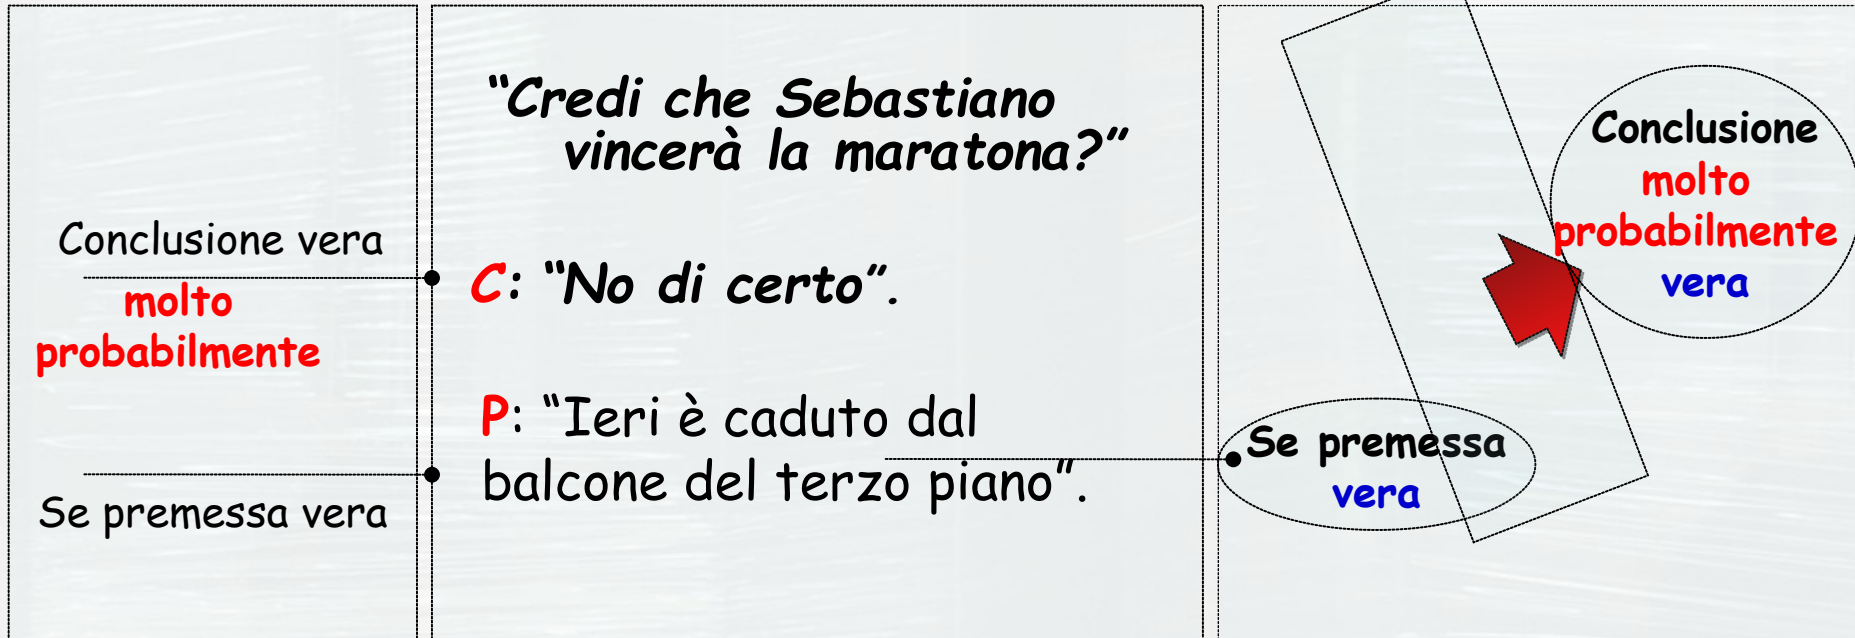 Conclusione vera
molto
probabilmente
Se premessa vera
“Credi che Sebastiano
vincerà la maratona?”
C: “No di certo”.
P: “Ieri è caduto dal
balcone del terzo piano”.
Conclusione
molto
probabilmente
vera
Se premessa
vera